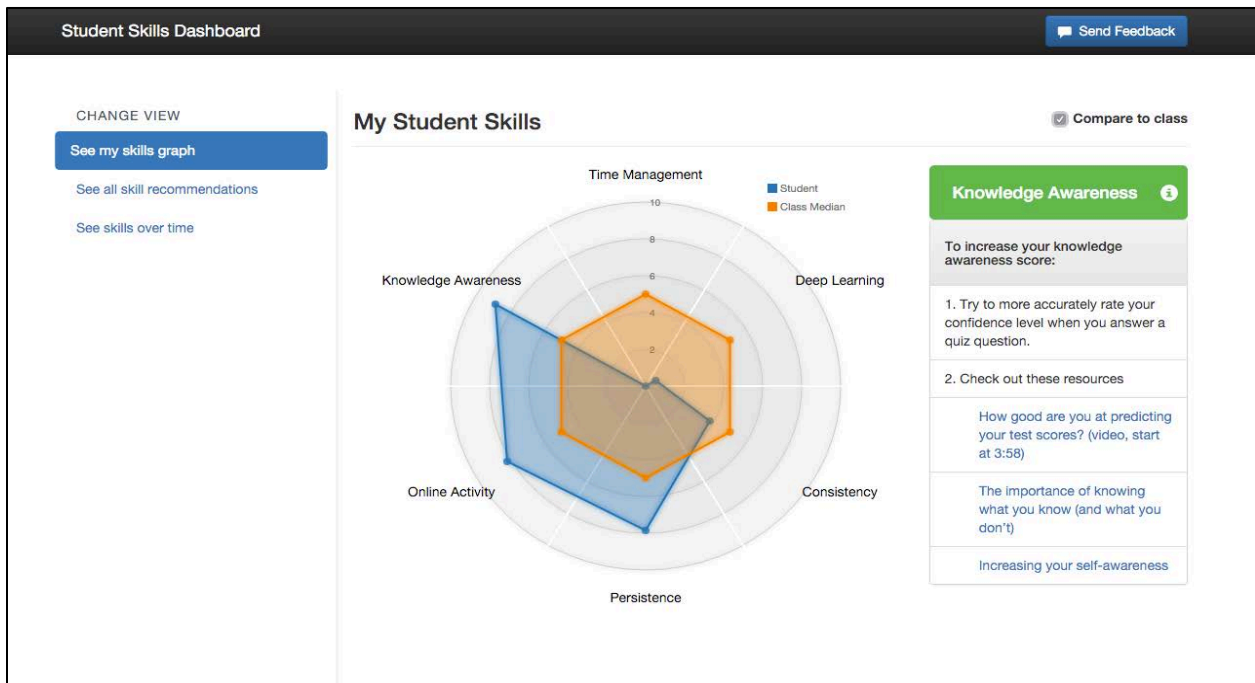 Student Skills Dashboard
Send Feedback
CHANGE VIEW
See my skills graph
See all skill recommendations
See skills over time
My Student Skills
Compare to class
Time Management
Student
Class Median
10
8
6
4
2
Knowledge Awareness
Deep Learning
Online Activity
Consistency
Persistence
Knowledge Awareness
To increase your knowledge
awareness score:
1. Try to more accurately rate your
confidence level when you answer a
quiz question.
2. Check out these resources
How good are you at predicting
your test scores? (video, start
at 3:58)
The importance of knowing
what you know (and what you
don't)
Increasing your self-awareness